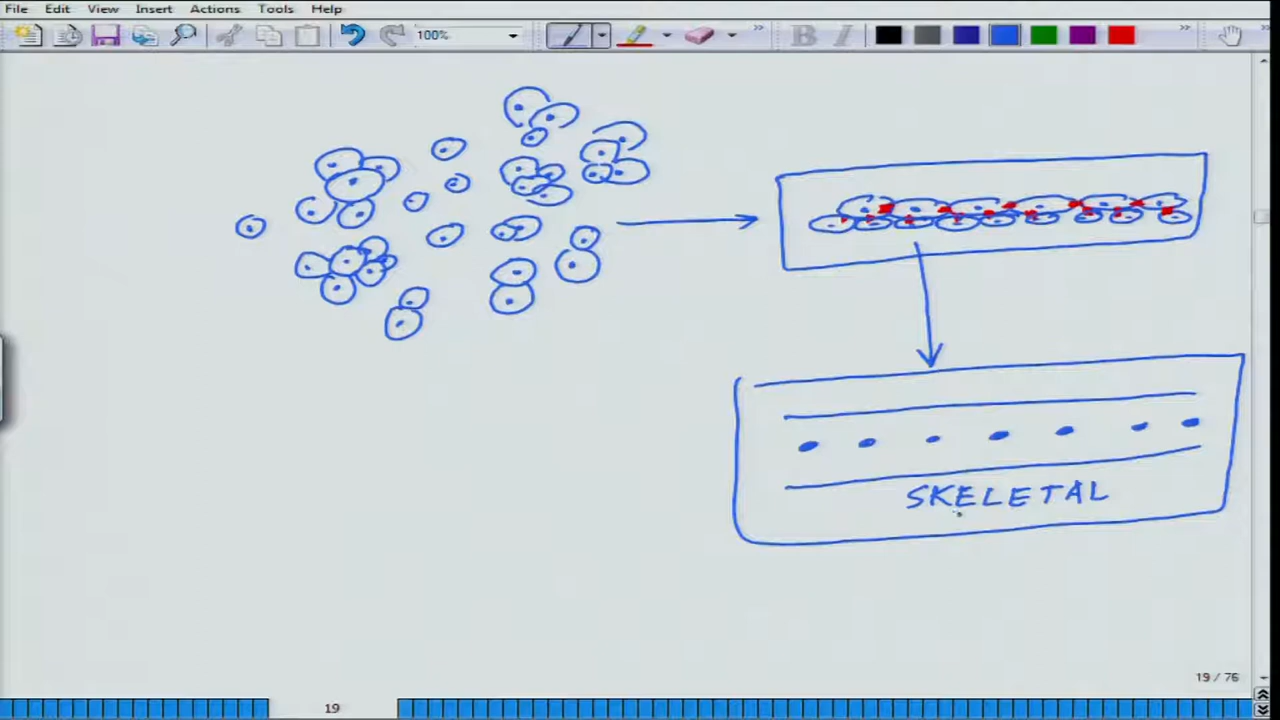 File Edit View Insert Actions Tools Help
100%
B I
SKELETAL
19 / 76
19